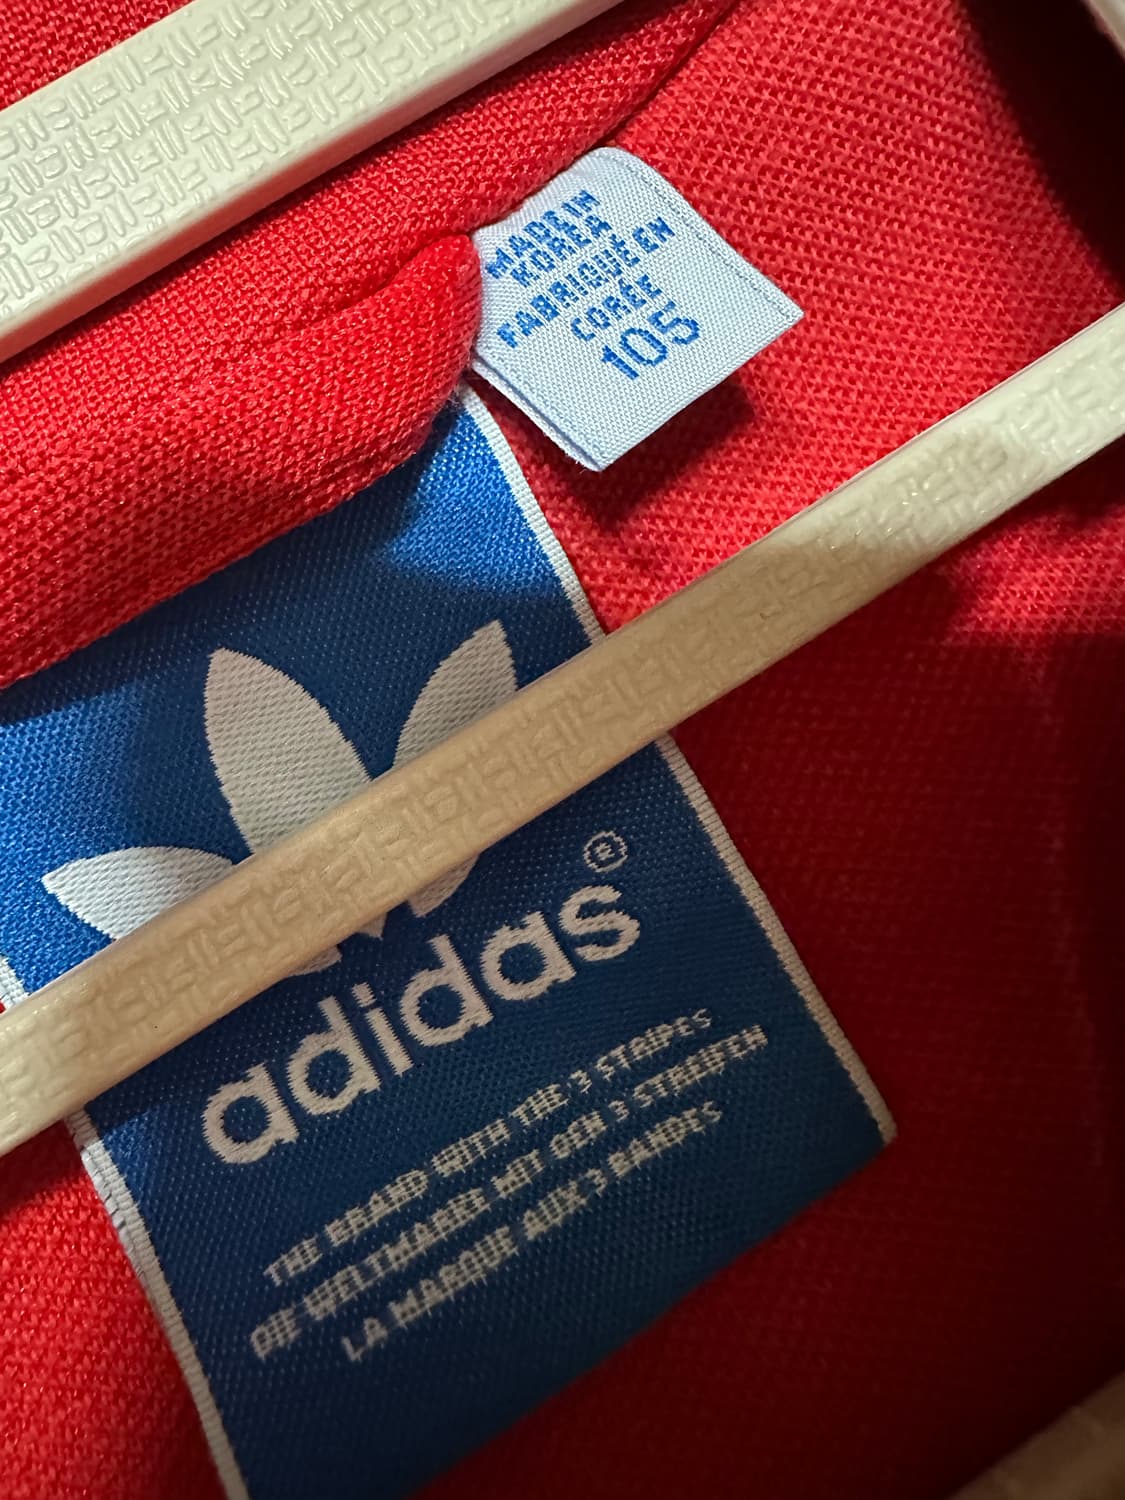 MADE IN
KOREA
FABRIQUÉ EN
CORÉE
105
adidas®
THE BRAND WITH THE 3 STRIPES
DIE WELTMARKE MIT DEN 3 STREIFEN
LA MARQUE AUX 3 BANDES